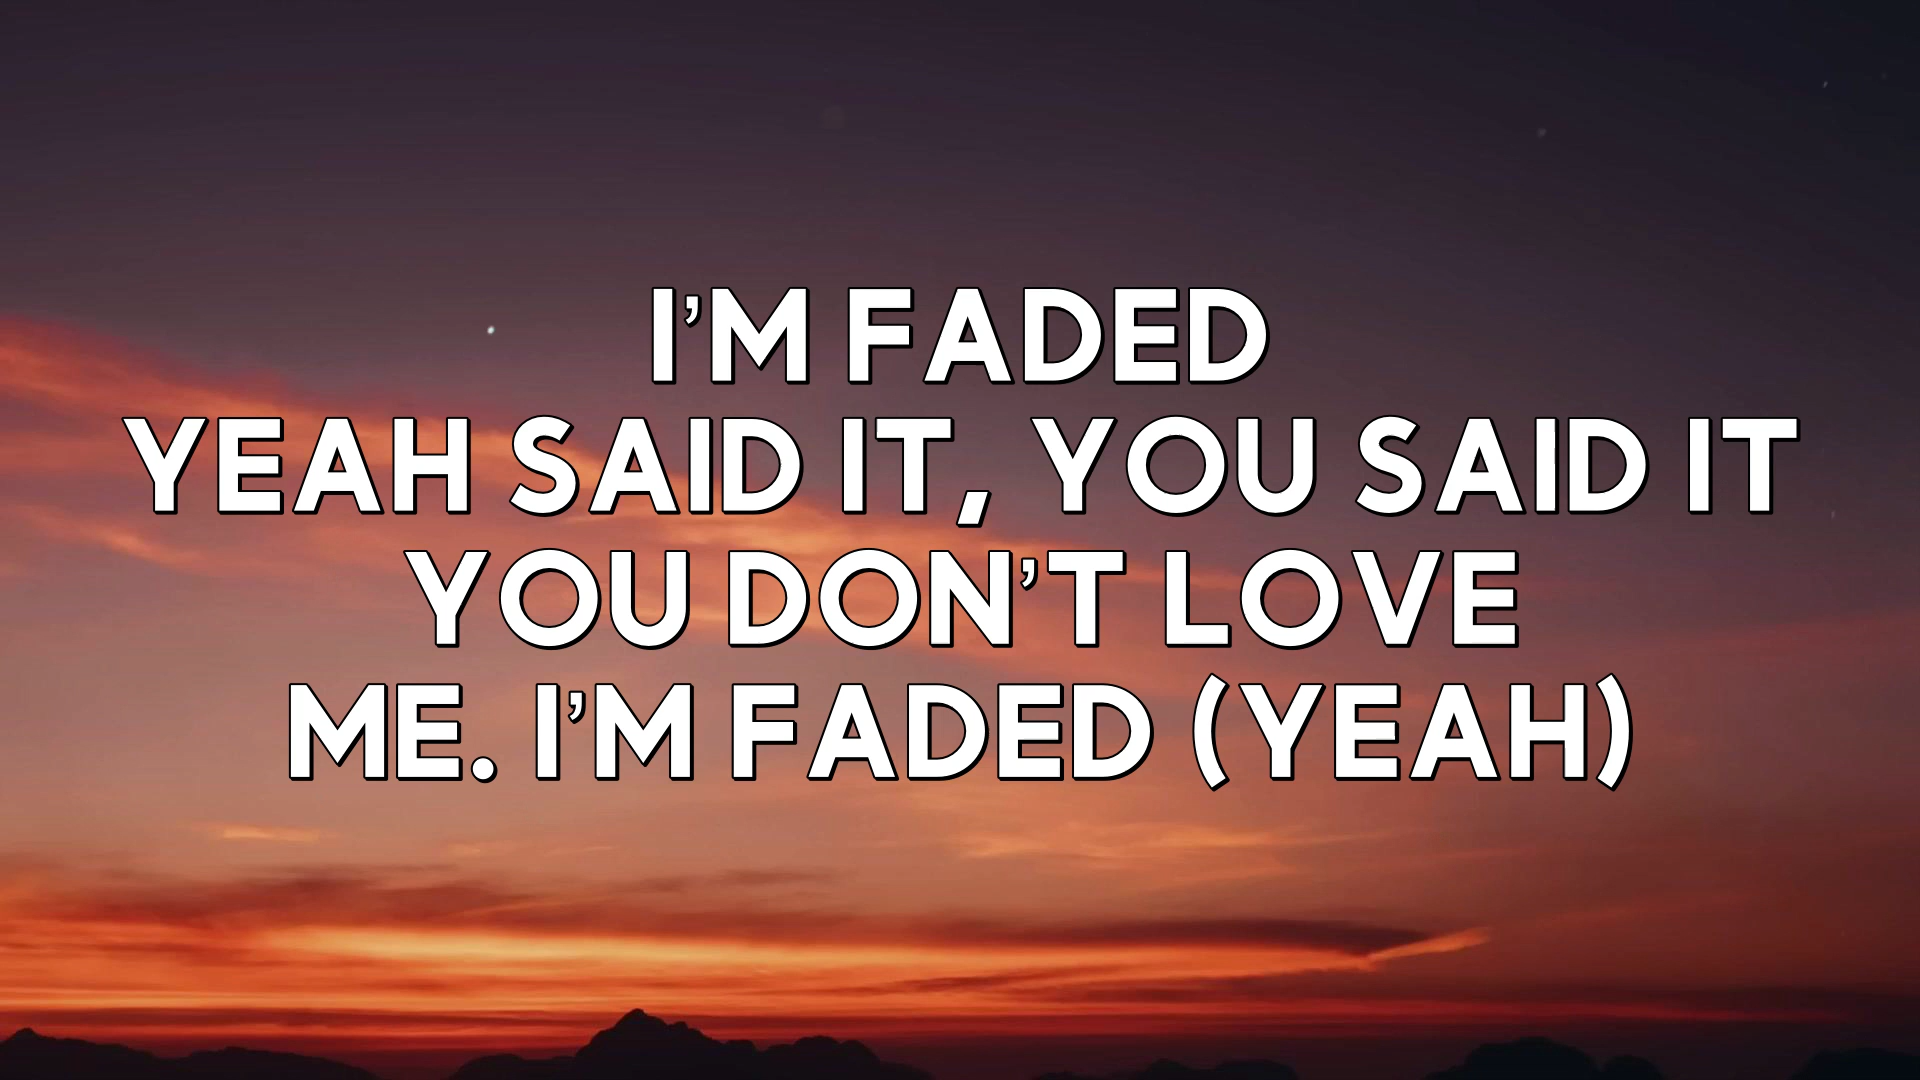 I’M FADED
YEAH SAID IT, YOU SAID IT
YOU DON’T LOVE
ME. I’M FADED (YEAH)